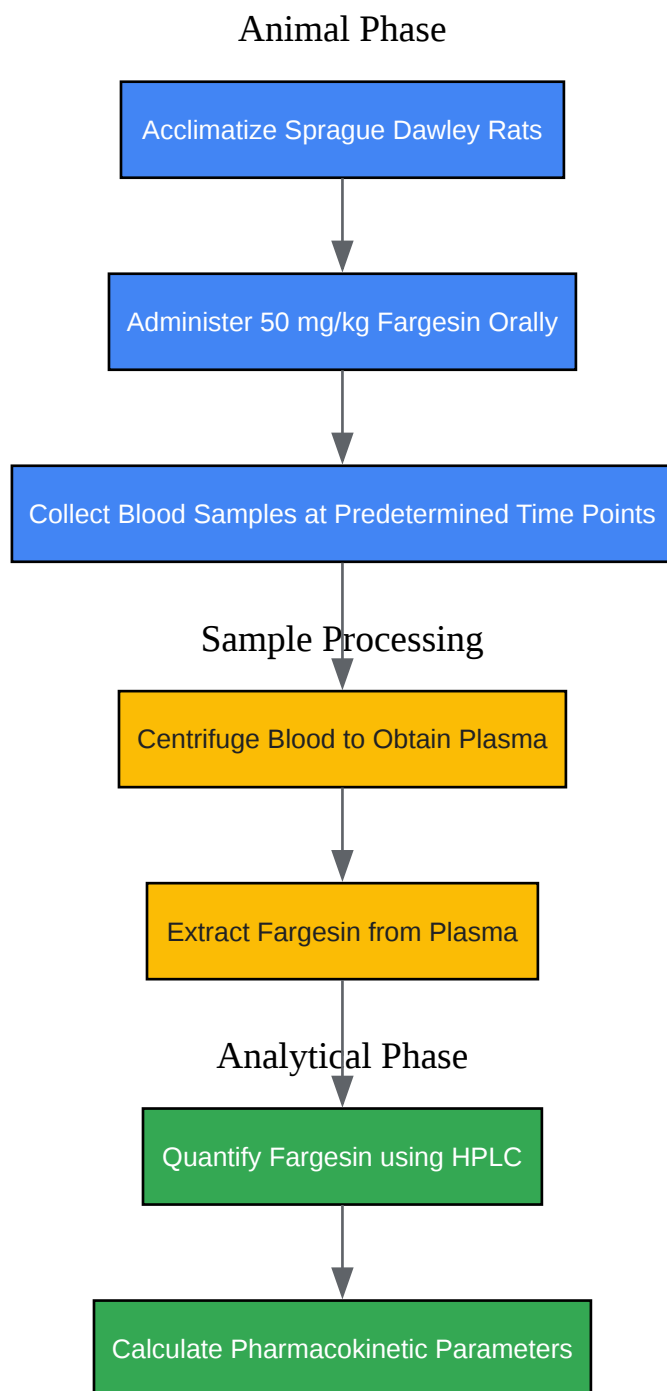 Animal Phase
Acclimatize Sprague Dawley Rats
Administer 50 mg/kg Fargesin Orally
Collect Blood Samples at Predetermined Time Points
Sample Processing
Centrifuge Blood to Obtain Plasma
Extract Fargesin from Plasma
Analytical Phase
Quantify Fargesin using HPLC
Calculate Pharmacokinetic Parameters